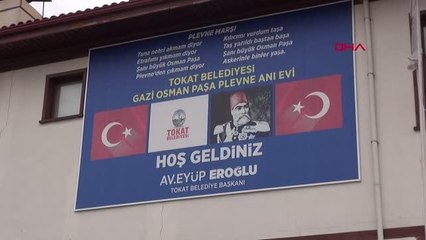 DHA
PLEVNE MARŞI
Tuna nehri akmam diyor
Etrafımı yıkmam diyor
Şanı büyük Osman Paşa
Plevne'den çıkmam diyor
Kılıcımı vurdum taşa
Taş yarıldı baştan başa
Şanı büyük Osman Paşa
Askerinle binler yaşa
TOKAT BELEDİYESİ
GAZİ OSMAN PAŞA PLEVNE ANI EVİ
TOKAT
BELEDİYESİ
HOŞ GELDİNİZ
AV.EYÜP EROĞLU
TOKAT BELEDİYE BAŞKANI